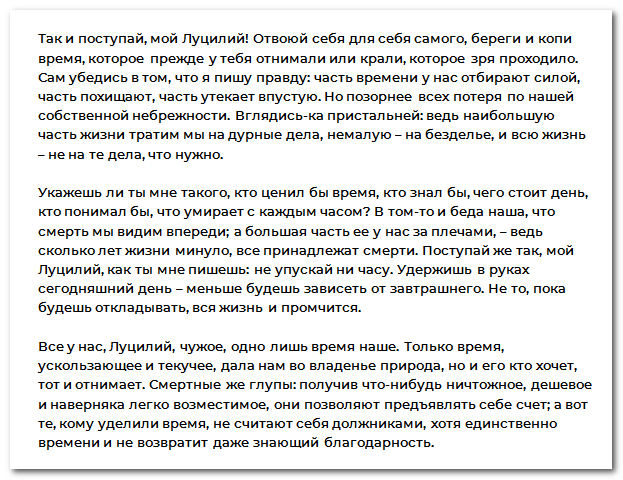 Так и поступай, мой Луцилий! Отвоюй себя для себя самого, береги и копи
время, которое прежде у тебя отнимали или крали, которое зря проходило.
Сам убедись в том, что я пишу правду: часть времени у нас отбирают силой,
часть похищают, часть утекает впустую. Но позорнее всех потеря по нашей
собственной небрежности. Вглядись-ка пристальней: ведь наибольшую
часть жизни тратим мы на дурные дела, немалую – на безделье, и всю жизнь
– не на те дела, что нужно.
Укажешь ли ты мне такого, кто ценил бы время, кто знал бы, чего стоит день,
кто понимал бы, что умирает с каждым часом? В том-то и беда наша, что
смерть мы видим впереди; а большая часть ее у нас за плечами, – ведь
сколько лет жизни минуло, все принадлежат смерти. Поступай же так, мой
Луцилий, как ты мне пишешь: не упускай ни часу. Удержишь в руках
сегодняшний день – меньше будешь зависеть от завтрашнего. Не то, пока
будешь откладывать, вся жизнь и промчится.
Все у нас, Луцилий, чужое, одно лишь время наше. Только время,
ускользающее и текучее, дала нам во владенье природа, но и его кто хочет,
тот и отнимает. Смертные же глупы: получив что-нибудь ничтожное, дешевое
и наверняка легко возместимое, они позволяют предъявлять себе счет; а вот
те, кому уделили время, не считают себя должниками, хотя единственно
времени и не возвратит даже знающий благодарность.